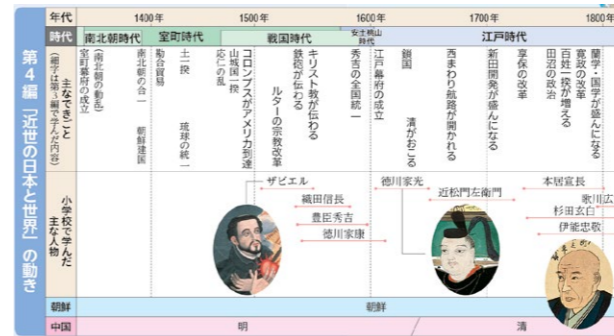 第4編「近世の日本と世界」の動き
年代
1400年
1500年
1600年
1700年
1800年
時代
南北朝時代
室町時代
戦国時代
安土桃山時代
江戸時代
主なできごと
(細字は第3編で学んだ内容)
室町幕府の成立
(南北朝の動乱)
南北朝の合一
朝鮮建国
勘合貿易
土一揆
琉球の統一
応仁の乱
山城国一揆
コロンブスがアメリカ到達
ルターの宗教改革
鉄砲が伝わる
キリスト教が伝わる
秀吉の全国統一
江戸幕府の成立
鎖国
清がおこる
西まわり航路が開かれる
新田開発が盛んになる
享保の改革
田沼の政治
百姓一揆が増える
寛政の改革
蘭学・国学が盛んになる
小学校で学んだ
主な人物
ザビエル
織田信長
豊臣秀吉
徳川家康
徳川家光
近松門左衛門
本居宣長
歌川広
杉田玄白
伊能忠敬
朝鮮
朝鮮
中国
明
清